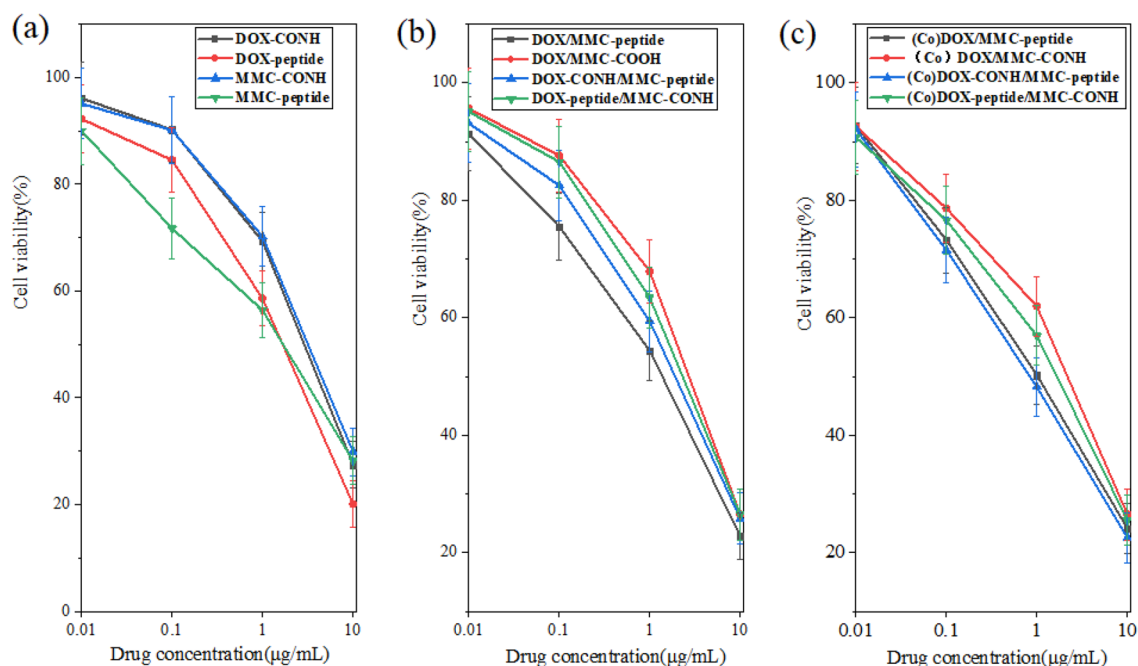 (a)
DOX-CONH
DOX-peptide
MMC-CONH
MMC-peptide
100
80
60
40
20
0
Cell viability(%)
0.01
0.1
1
10
Drug concentration(μg/mL)
(b)
DOX/MMC-peptide
DOX/MMC-COOH
DOX-CONH/MMC-peptide
DOX-peptide/MMC-CONH
100
80
60
40
20
Cell viability(%)
0.01
0.1
1
10
Drug concentration(μg/mL)
(c)
(Co)DOX/MMC-peptide
（Co）DOX/MMC-CONH
(Co)DOX-CONH/MMC-peptide
(Co)DOX-peptide/MMC-CONH
100
80
60
40
20
Cell viability(%)
0.01
0.1
1
10
Drug concentration(μg/mL)